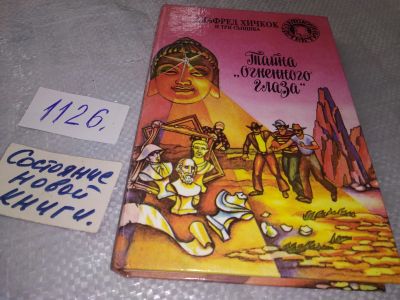 АЛЬФРЕД ХИЧКОК
И ТРИ СЫЩИКА
Тайна
„огненного
глаза“
1126.
Состояние
новой
книги.